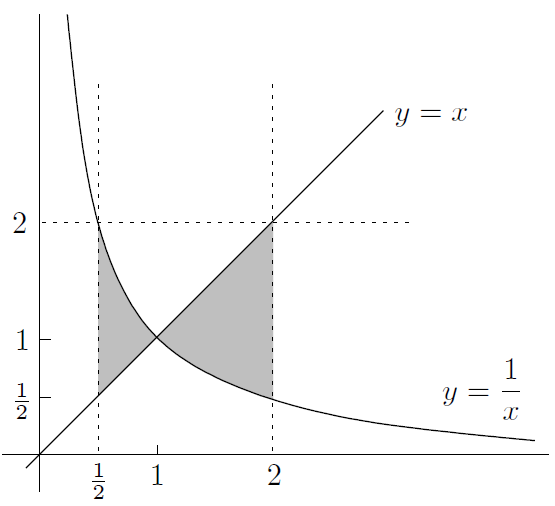 y = x
2
1
1/2
y = 1/x
1/2 1 2